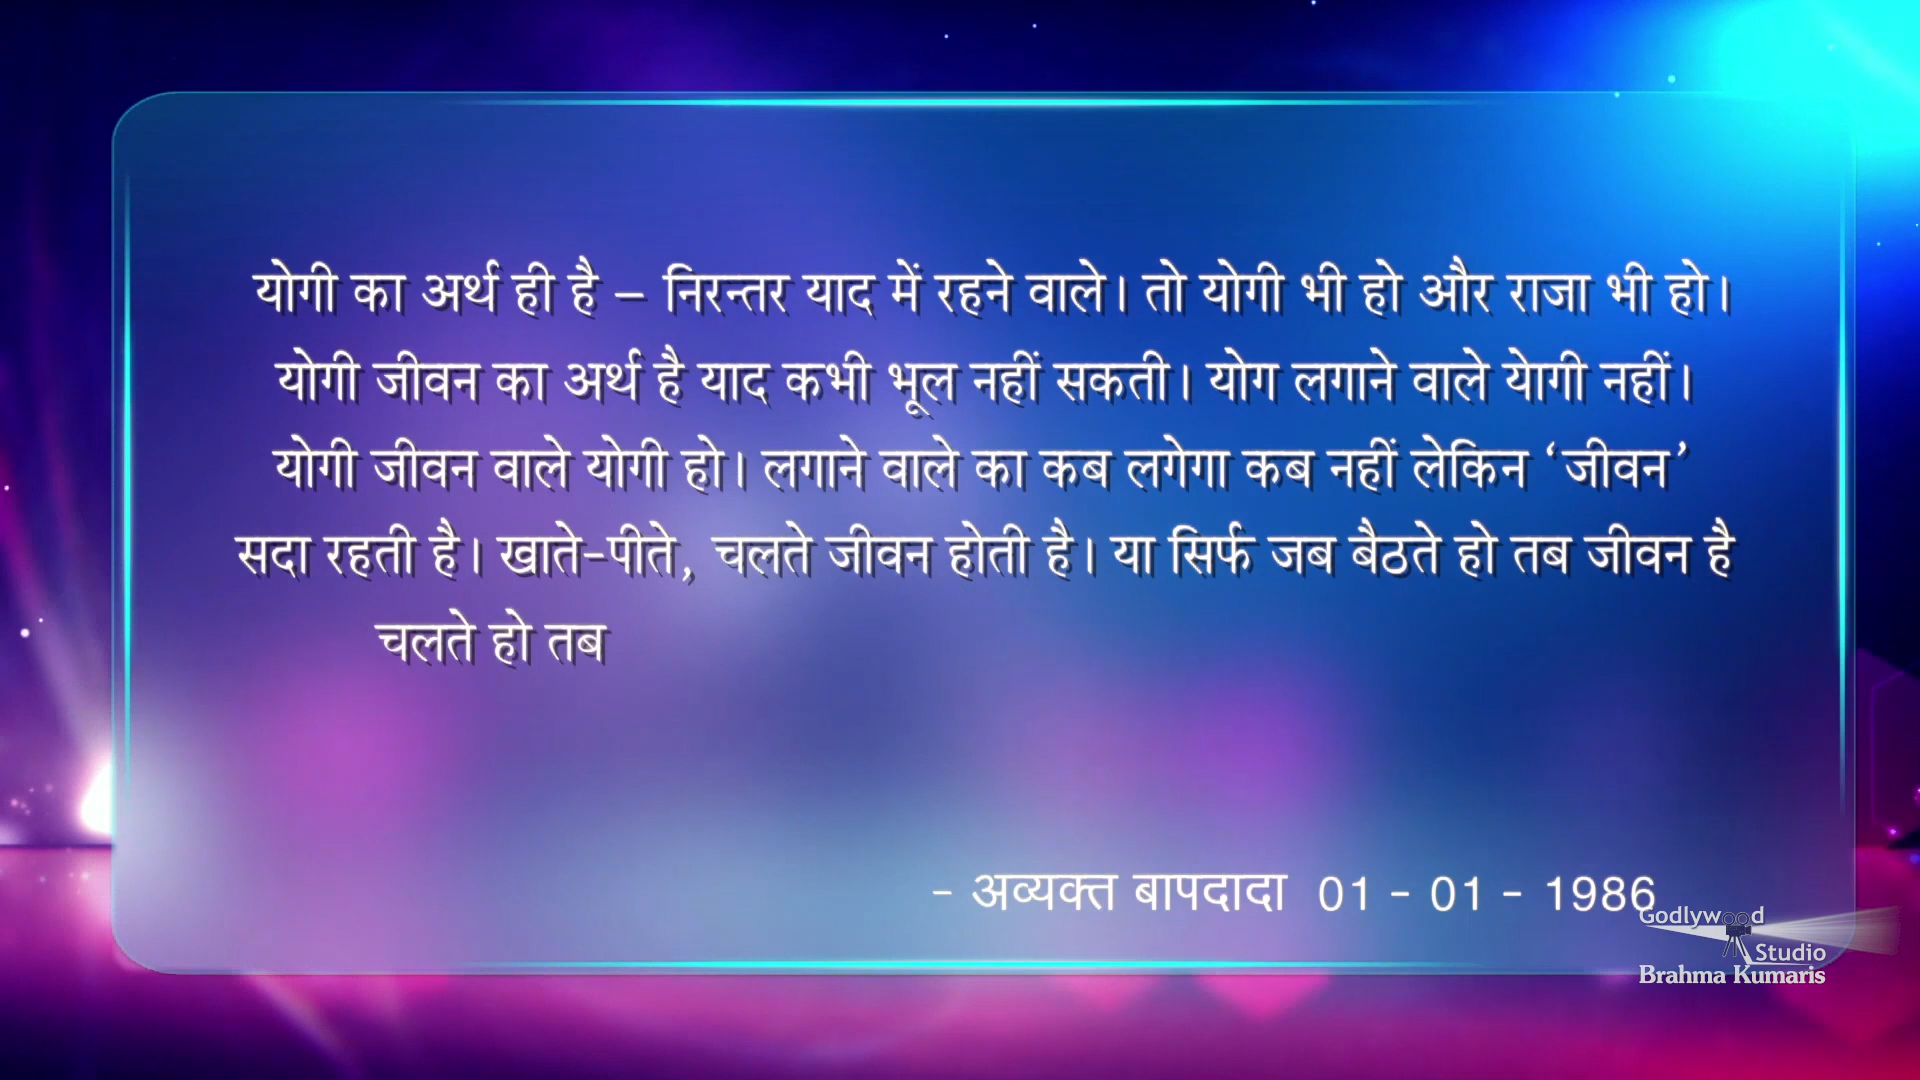 योगी का अर्थ ही है – निरन्तर याद में रहने वाले। तो योगी भी हो और राजा भी हो।
योगी जीवन का अर्थ है याद कभी भूल नहीं सकती। योग लगाने वाले योगी नहीं।
योगी जीवन वाले योगी हो। लगाने वाले का कब लगेगा कब नहीं लेकिन ‘जीवन’
सदा रहती है। खाते-पीते, चलते जीवन होती है। या सिर्फ जब बैठते हो तब जीवन है
चलते हो तब
- अव्यक्त बापदादा 01 - 01 - 1986
Godlywood
Studio
Brahma Kumaris